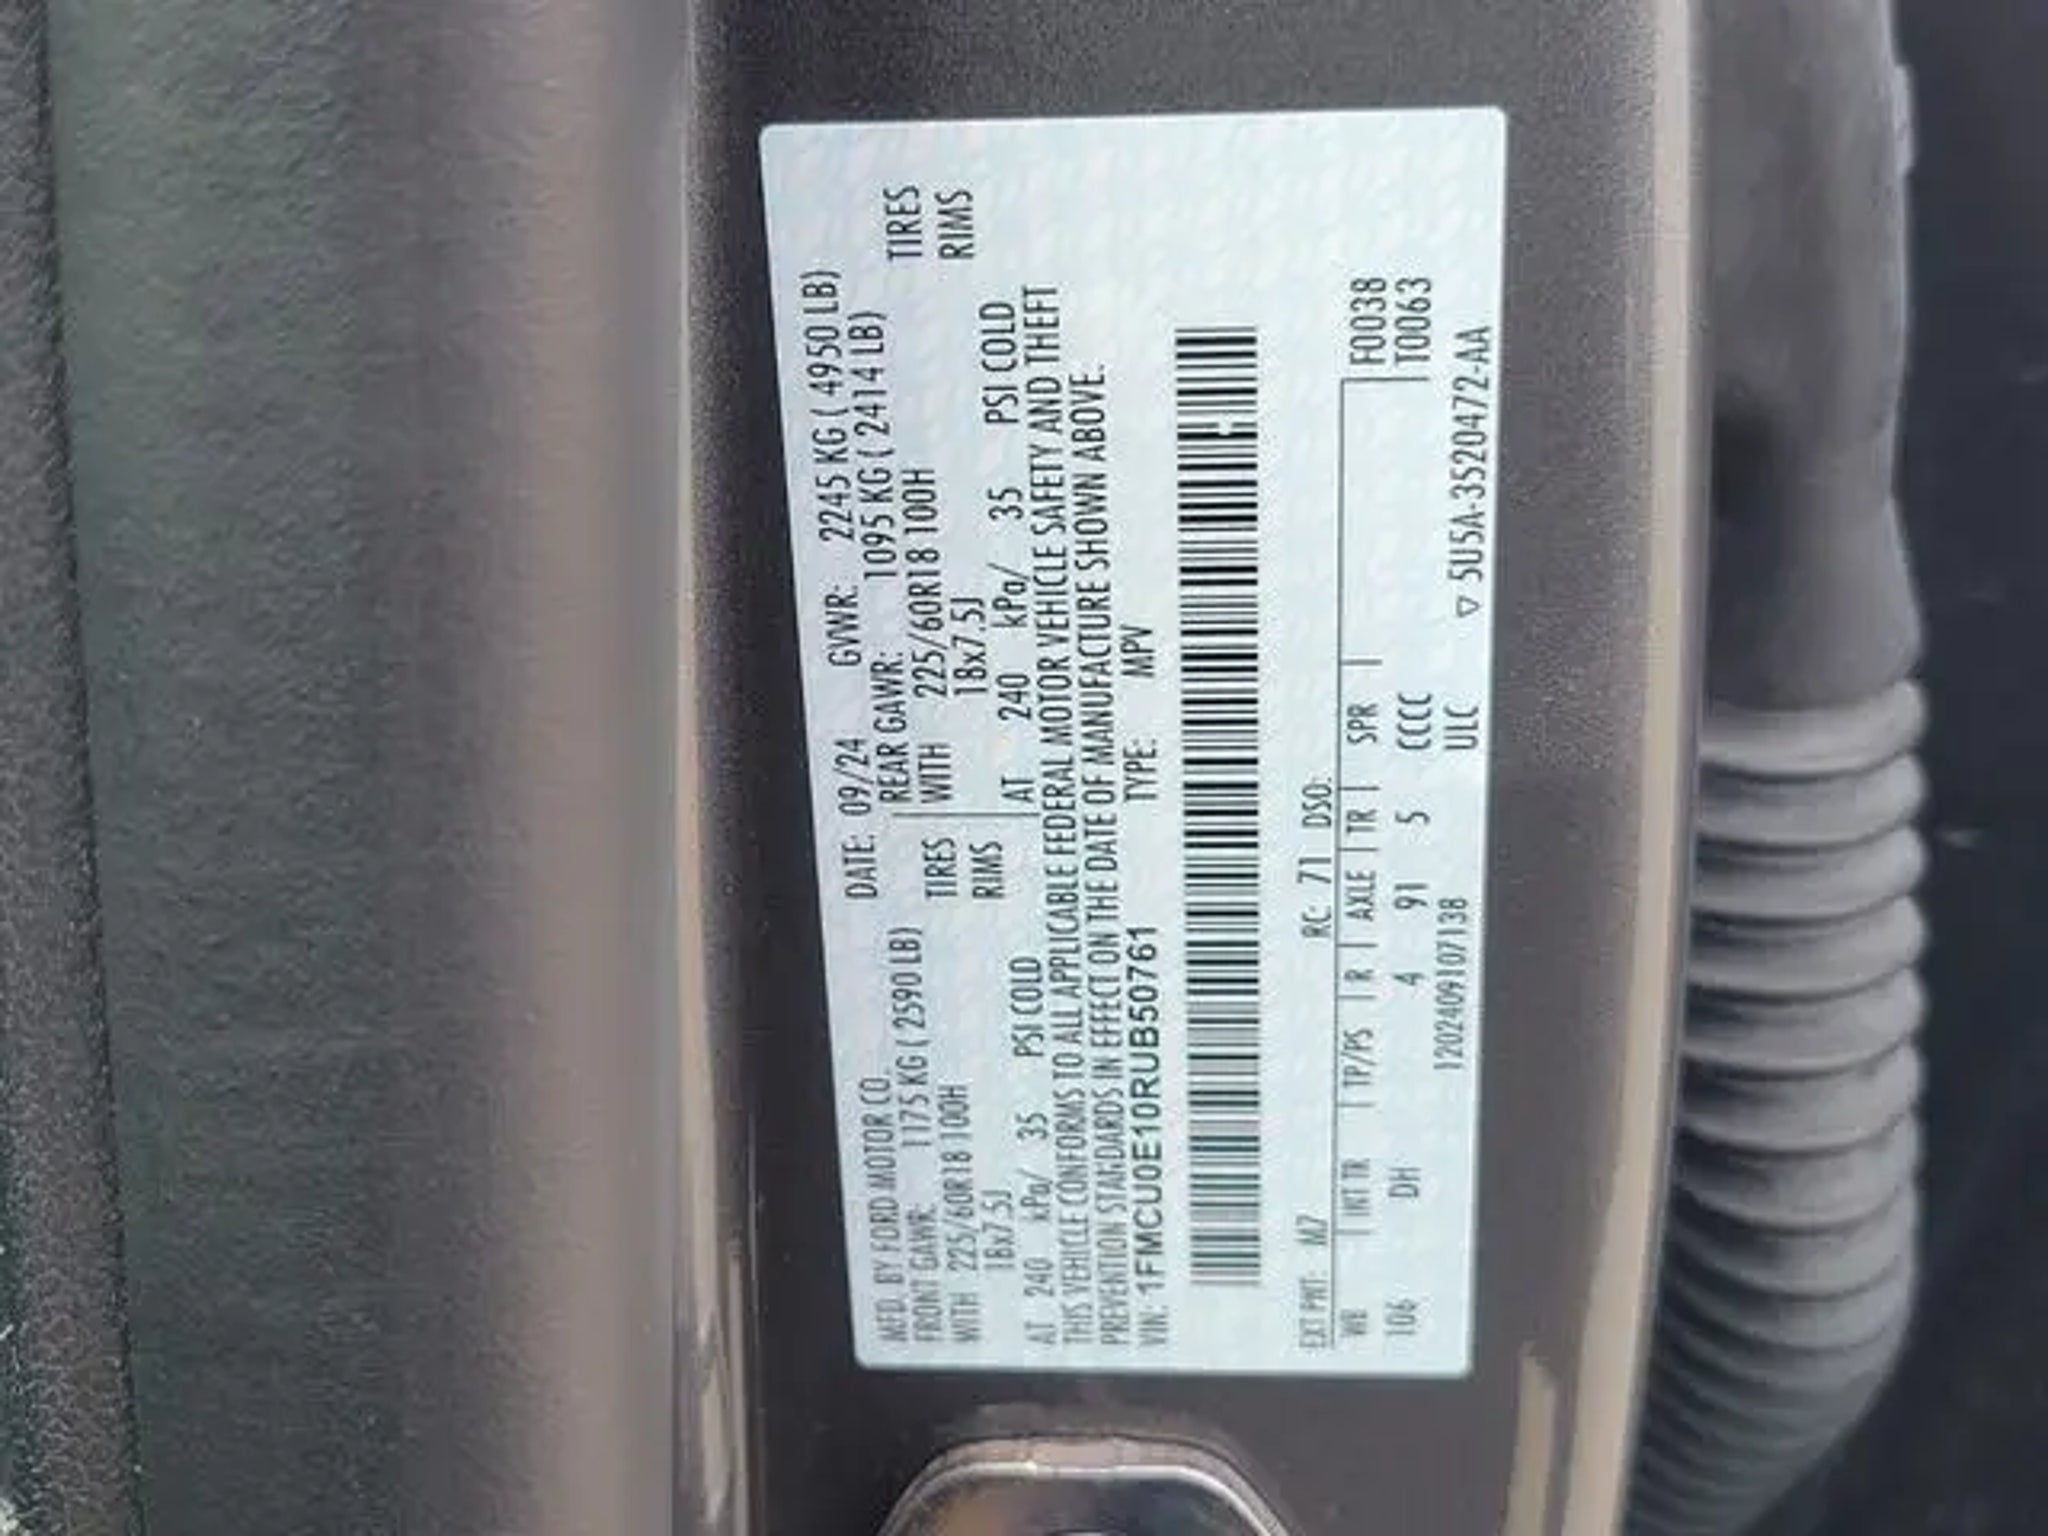 MFD. BY FORD MOTOR CO. DATE: 09/24 GVWR: 2245 KG ( 4950 LB)
FRONT GAWR: 1175 KG ( 2590 LB) REAR GAWR: 1095 KG ( 2414 LB)
WITH 225/60R18 100H TIRES WITH 225/60R18 100H TIRES
18x7.5J RIMS 18x7.5J RIMS
AT 240 kPa/ 35 PSI COLD AT 240 kPa/ 35 PSI COLD
THIS VEHICLE CONFORMS TO ALL APPLICABLE FEDERAL MOTOR VEHICLE SAFETY AND THEFT
PREVENTION STANDARDS IN EFFECT ON THE DATE OF MANUFACTURE SHOWN ABOVE.
VIN: 1FMCU0E10RUB50761 TYPE: MPV
EXT PNT: M7 RC: 71 DSO:
WB INT TR TP/PS R AXLE TR SPR F0038
106 DH 4 91 5 CCCC T0063
1202409107138 ULC ▽ 5U5A-3520472-AA